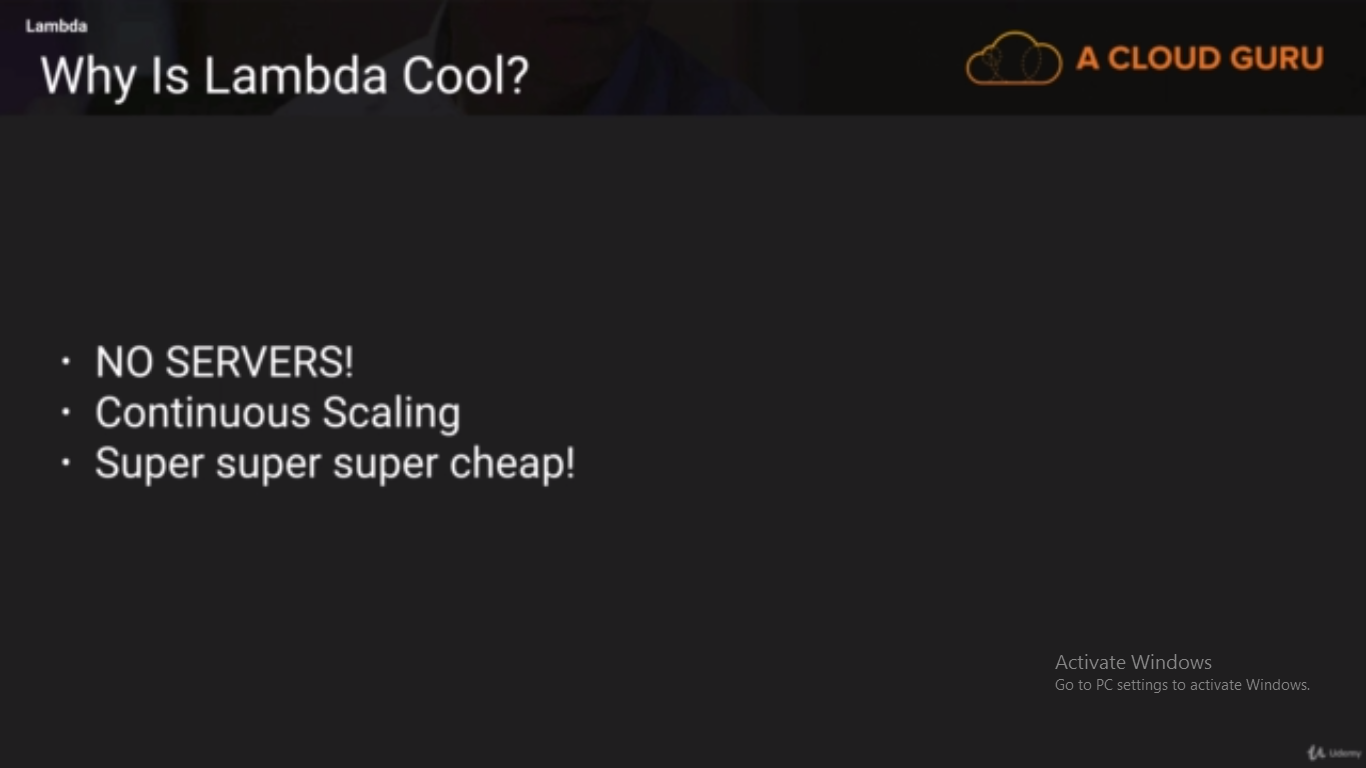 Lambda
Why Is Lambda Cool?
A CLOUD GURU
· NO SERVERS!
· Continuous Scaling
· Super super super cheap!
Activate Windows
Go to PC settings to activate Windows.
Udemy